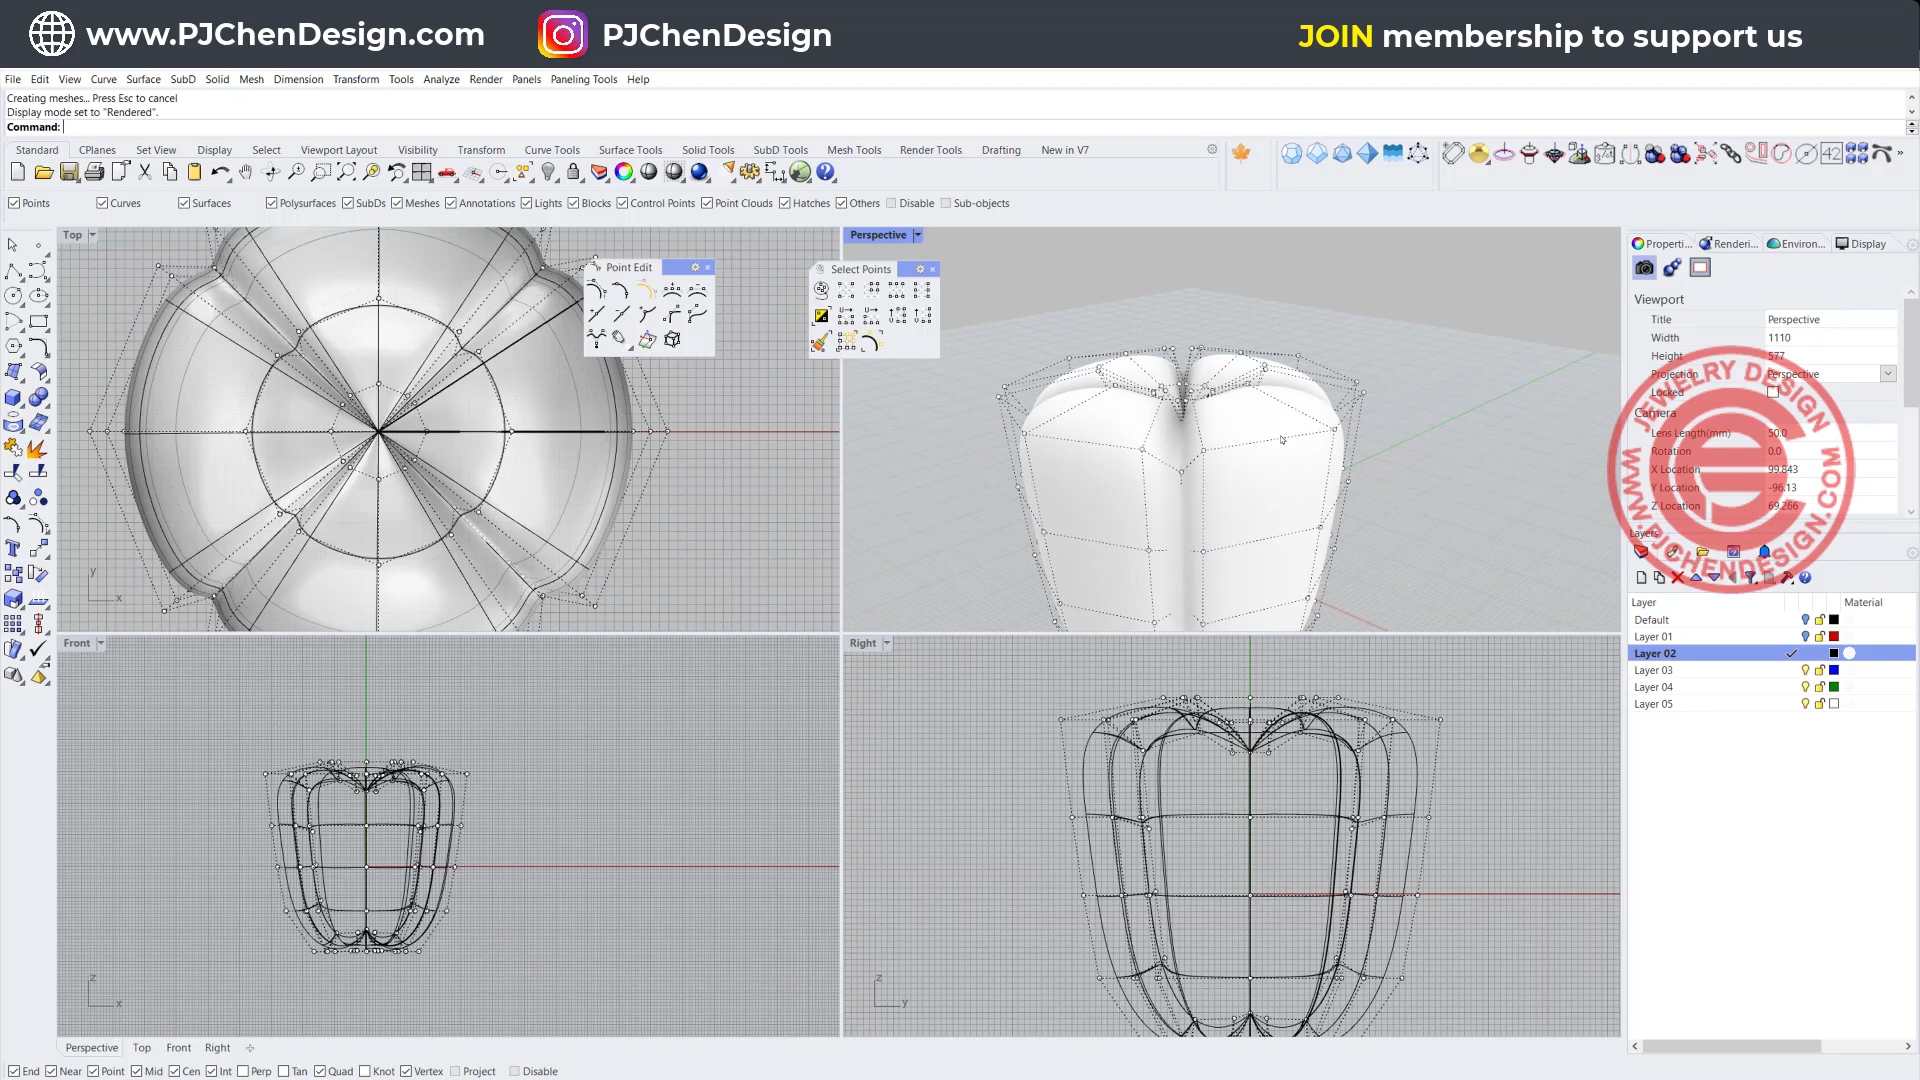 www.PJChenDesign.com
PJChenDesign
JOIN membership to support us
File Edit View Curve Surface SubD Solid Mesh Dimension Transform Tools Analyze Render Panels Paneling Tools Help
Creating meshes... Press Esc to cancel
Display mode set to "Rendered".
Command:
Standard CPlanes Set View Display Select Viewport Layout Visibility Transform Curve Tools Surface Tools Solid Tools SubD Tools Mesh Tools Render Tools Drafting New in V7
42
Points Curves Surfaces Polysurfaces SubDs Meshes Annotations Lights Blocks Control Points Point Clouds Hatches Others Disable Sub-objects
Top
Point Edit
y
x
Perspective
Select Points
Properti... Renderi... Environ... Display
Viewport
Title Perspective
Width 1110
Height 577
Projection Perspective
Locked
Camera
Lens Length(mm) 50.0
Rotation 0.0
X Location 99.843
Y Location -96.13
Z Location 69.266
JEWELRY DESIGN
WWW.PJCHENDESIGN.COM
Layers
Layer Material
Default
Layer 01
Layer 02
Layer 03
Layer 04
Layer 05
Front
z
x
Right
z
y
Perspective Top Front Right
End Near Point Mid Cen Int Perp Tan Quad Knot Vertex Project Disable